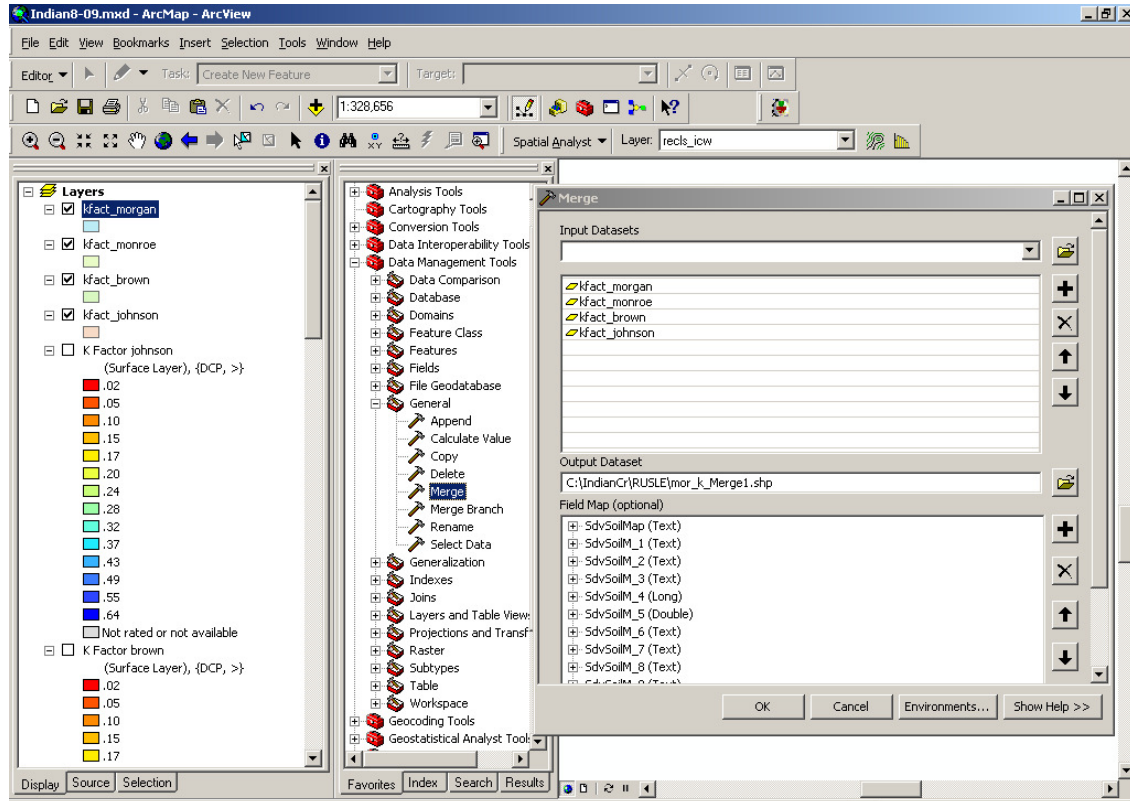 Indian8-09.mxd - ArcMap - ArcView
File Edit View Bookmarks Insert Selection Tools Window Help
Editor Task: Create New Feature Target:
1:328,656
Spatial Analyst Layer: recls_icw
Layers
kfact_morgan
kfact_monroe
kfact_brown
kfact_johnson
K Factor johnson
(Surface Layer), {DCP, >}
.02
.05
.10
.15
.17
.20
.24
.28
.32
.37
.43
.49
.55
.64
Not rated or not available
K Factor brown
(Surface Layer), {DCP, >}
.02
.05
.10
.15
.17
Display Source Selection
Analysis Tools
Cartography Tools
Conversion Tools
Data Interoperability Tools
Data Management Tools
Data Comparison
Database
Domains
Feature Class
Features
Fields
File Geodatabase
General
Append
Calculate Value
Copy
Delete
Merge
Merge Branch
Rename
Select Data
Generalization
Indexes
Joins
Layers and Table View
Projections and Transf
Raster
Subtypes
Table
Workspace
Geocoding Tools
Geostatistical Analyst Tool
Favorites Index Search Results
Merge
Input Datasets
kfact_morgan
kfact_monroe
kfact_brown
kfact_johnson
Output Dataset
C:\IndianCr\RUSLE\mor_k_Merge1.shp
Field Map (optional)
SdvSoilMap (Text)
SdvSoilM_1 (Text)
SdvSoilM_2 (Text)
SdvSoilM_3 (Text)
SdvSoilM_4 (Long)
SdvSoilM_5 (Double)
SdvSoilM_6 (Text)
SdvSoilM_7 (Text)
SdvSoilM_8 (Text)
OK Cancel Environments... Show Help >>